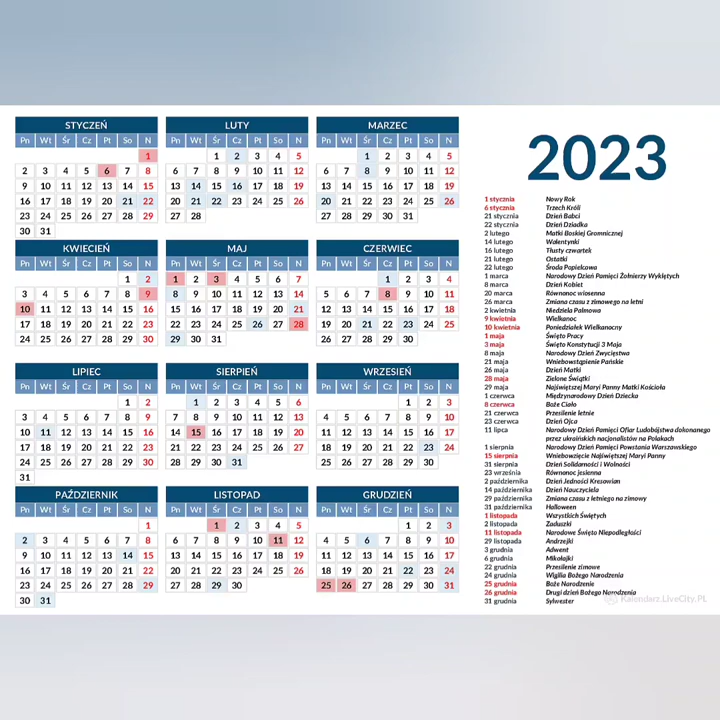 STYCZEŃ
Pn Wt Śr Cz Pt So N
1
2 3 4 5 6 7 8
9 10 11 12 13 14 15
16 17 18 19 20 21 22
23 24 25 26 27 28 29
30 31
LUTY
Pn Wt Śr Cz Pt So N
1 2 3 4 5
6 7 8 9 10 11 12
13 14 15 16 17 18 19
20 21 22 23 24 25 26
27 28
MARZEC
Pn Wt Śr Cz Pt So N
1 2 3 4 5
6 7 8 9 10 11 12
13 14 15 16 17 18 19
20 21 22 23 24 25 26
27 28 29 30 31
KWIECIEŃ
Pn Wt Śr Cz Pt So N
1 2
3 4 5 6 7 8 9
10 11 12 13 14 15 16
17 18 19 20 21 22 23
24 25 26 27 28 29 30
MAJ
Pn Wt Śr Cz Pt So N
1 2 3 4 5 6 7
8 9 10 11 12 13 14
15 16 17 18 19 20 21
22 23 24 25 26 27 28
29 30 31
CZERWIEC
Pn Wt Śr Cz Pt So N
1 2 3 4
5 6 7 8 9 10 11
12 13 14 15 16 17 18
19 20 21 22 23 24 25
26 27 28 29 30
LIPIEC
Pn Wt Śr Cz Pt So N
1 2
3 4 5 6 7 8 9
10 11 12 13 14 15 16
17 18 19 20 21 22 23
24 25 26 27 28 29 30
31
SIERPIEŃ
Pn Wt Śr Cz Pt So N
1 2 3 4 5 6
7 8 9 10 11 12 13
14 15 16 17 18 19 20
21 22 23 24 25 26 27
28 29 30 31
WRZESIEŃ
Pn Wt Śr Cz Pt So N
1 2 3
4 5 6 7 8 9 10
11 12 13 14 15 16 17
18 19 20 21 22 23 24
25 26 27 28 29 30
PAŹDZIERNIK
Pn Wt Śr Cz Pt So N
1
2 3 4 5 6 7 8
9 10 11 12 13 14 15
16 17 18 19 20 21 22
23 24 25 26 27 28 29
30 31
LISTOPAD
Pn Wt Śr Cz Pt So N
1 2 3 4 5
6 7 8 9 10 11 12
13 14 15 16 17 18 19
20 21 22 23 24 25 26
27 28 29 30
GRUDZIEŃ
Pn Wt Śr Cz Pt So N
1 2 3
4 5 6 7 8 9 10
11 12 13 14 15 16 17
18 19 20 21 22 23 24
25 26 27 28 29 30 31
2023
1 stycznia Nowy Rok
6 stycznia Trzech Króli
21 stycznia Dzień Babci
22 stycznia Dzień Dziadka
2 lutego Matki Boskiej Gromnicznej
14 lutego Walentynki
16 lutego Tłusty czwartek
21 lutego Ostatki
22 lutego Środa Popielcowa
1 marca Narodowy Dzień Pamięci Żołnierzy Wyklętych
8 marca Dzień Kobiet
20 marca Równonoc wiosenna
26 marca Zmiana czasu z zimowego na letni
2 kwietnia Niedziela Palmowa
9 kwietnia Wielkanoc
10 kwietnia Poniedziałek Wielkanocny
1 maja Święto Pracy
3 maja Święto Konstytucji 3 Maja
8 maja Narodowy Dzień Zwycięstwa
21 maja Wniebowstąpienie Pańskie
26 maja Dzień Matki
28 maja Zielone Świątki
29 maja Najświętszej Maryi Panny Matki Kościoła
1 czerwca Międzynarodowy Dzień Dziecka
8 czerwca Boże Ciało
21 czerwca Przesilenie letnie
23 czerwca Dzień Ojca
11 lipca Narodowy Dzień Pamięci Ofiar Ludobójstwa dokonanego
przez ukraińskich nacjonalistów na Polakach
1 sierpnia Narodowy Dzień Pamięci Powstania Warszawskiego
15 sierpnia Wniebowzięcie Najświętszej Maryi Panny
31 sierpnia Dzień Solidarności i Wolności
23 września Równonoc jesienna
2 października Dzień Jedności Kresowian
14 października Dzień Nauczyciela
29 października Zmiana czasu z letniego na zimowy
31 października Halloween
1 listopada Wszystkich Świętych
2 listopada Zaduszki
11 listopada Narodowe Święto Niepodległości
29 listopada Andrzejki
3 grudnia Adwent
6 grudnia Mikołajki
22 grudnia Przesilenie zimowe
24 grudnia Wigilia Bożego Narodzenia
25 grudnia Boże Narodzenie
26 grudnia Drugi dzień Bożego Narodzenia
31 grudnia Sylwester
Kalendarz.LiveCity.PL